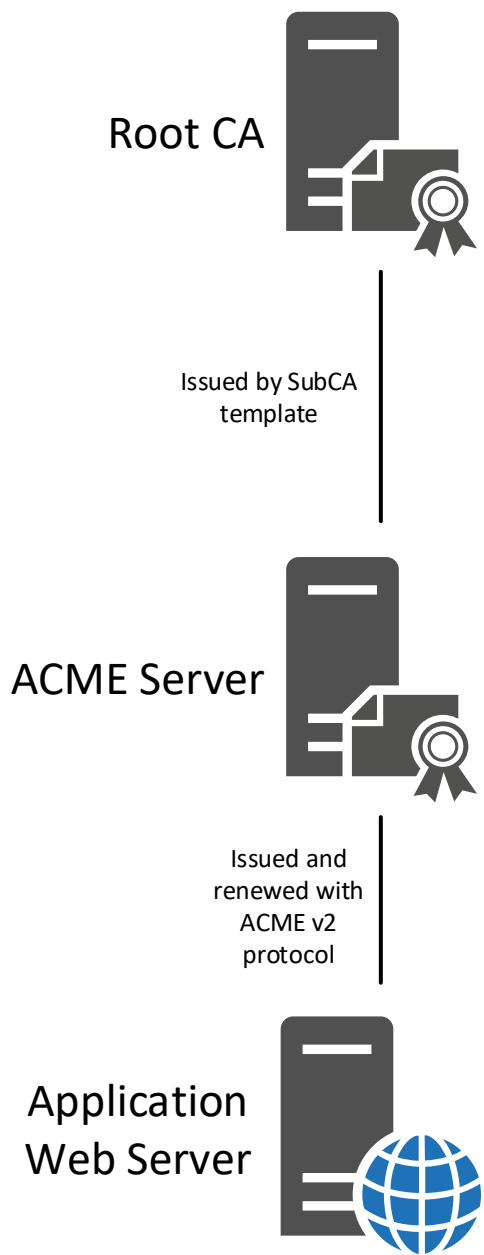 Root CA
Issued by SubCA
template
ACME Server
Issued and
renewed with
ACME v2
protocol
Application
Web Server